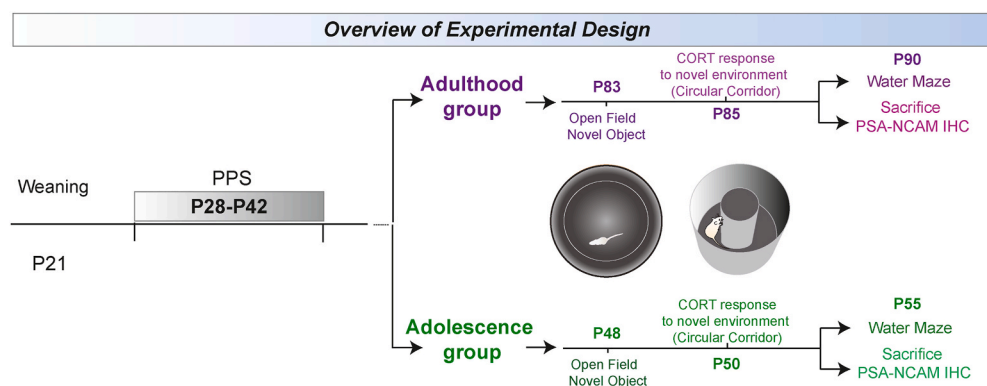 Overview of Experimental Design
Weaning
P21
PPS
P28-P42
Adulthood
group
P83
Open Field
Novel Object
CORT response
to novel environment
(Circular Corridor)
P85
P90
Water Maze
Sacrifice
PSA-NCAM IHC
Adolescence
group
P48
Open Field
Novel Object
CORT response
to novel environment
(Circular Corridor)
P50
P55
Water Maze
Sacrifice
PSA-NCAM IHC